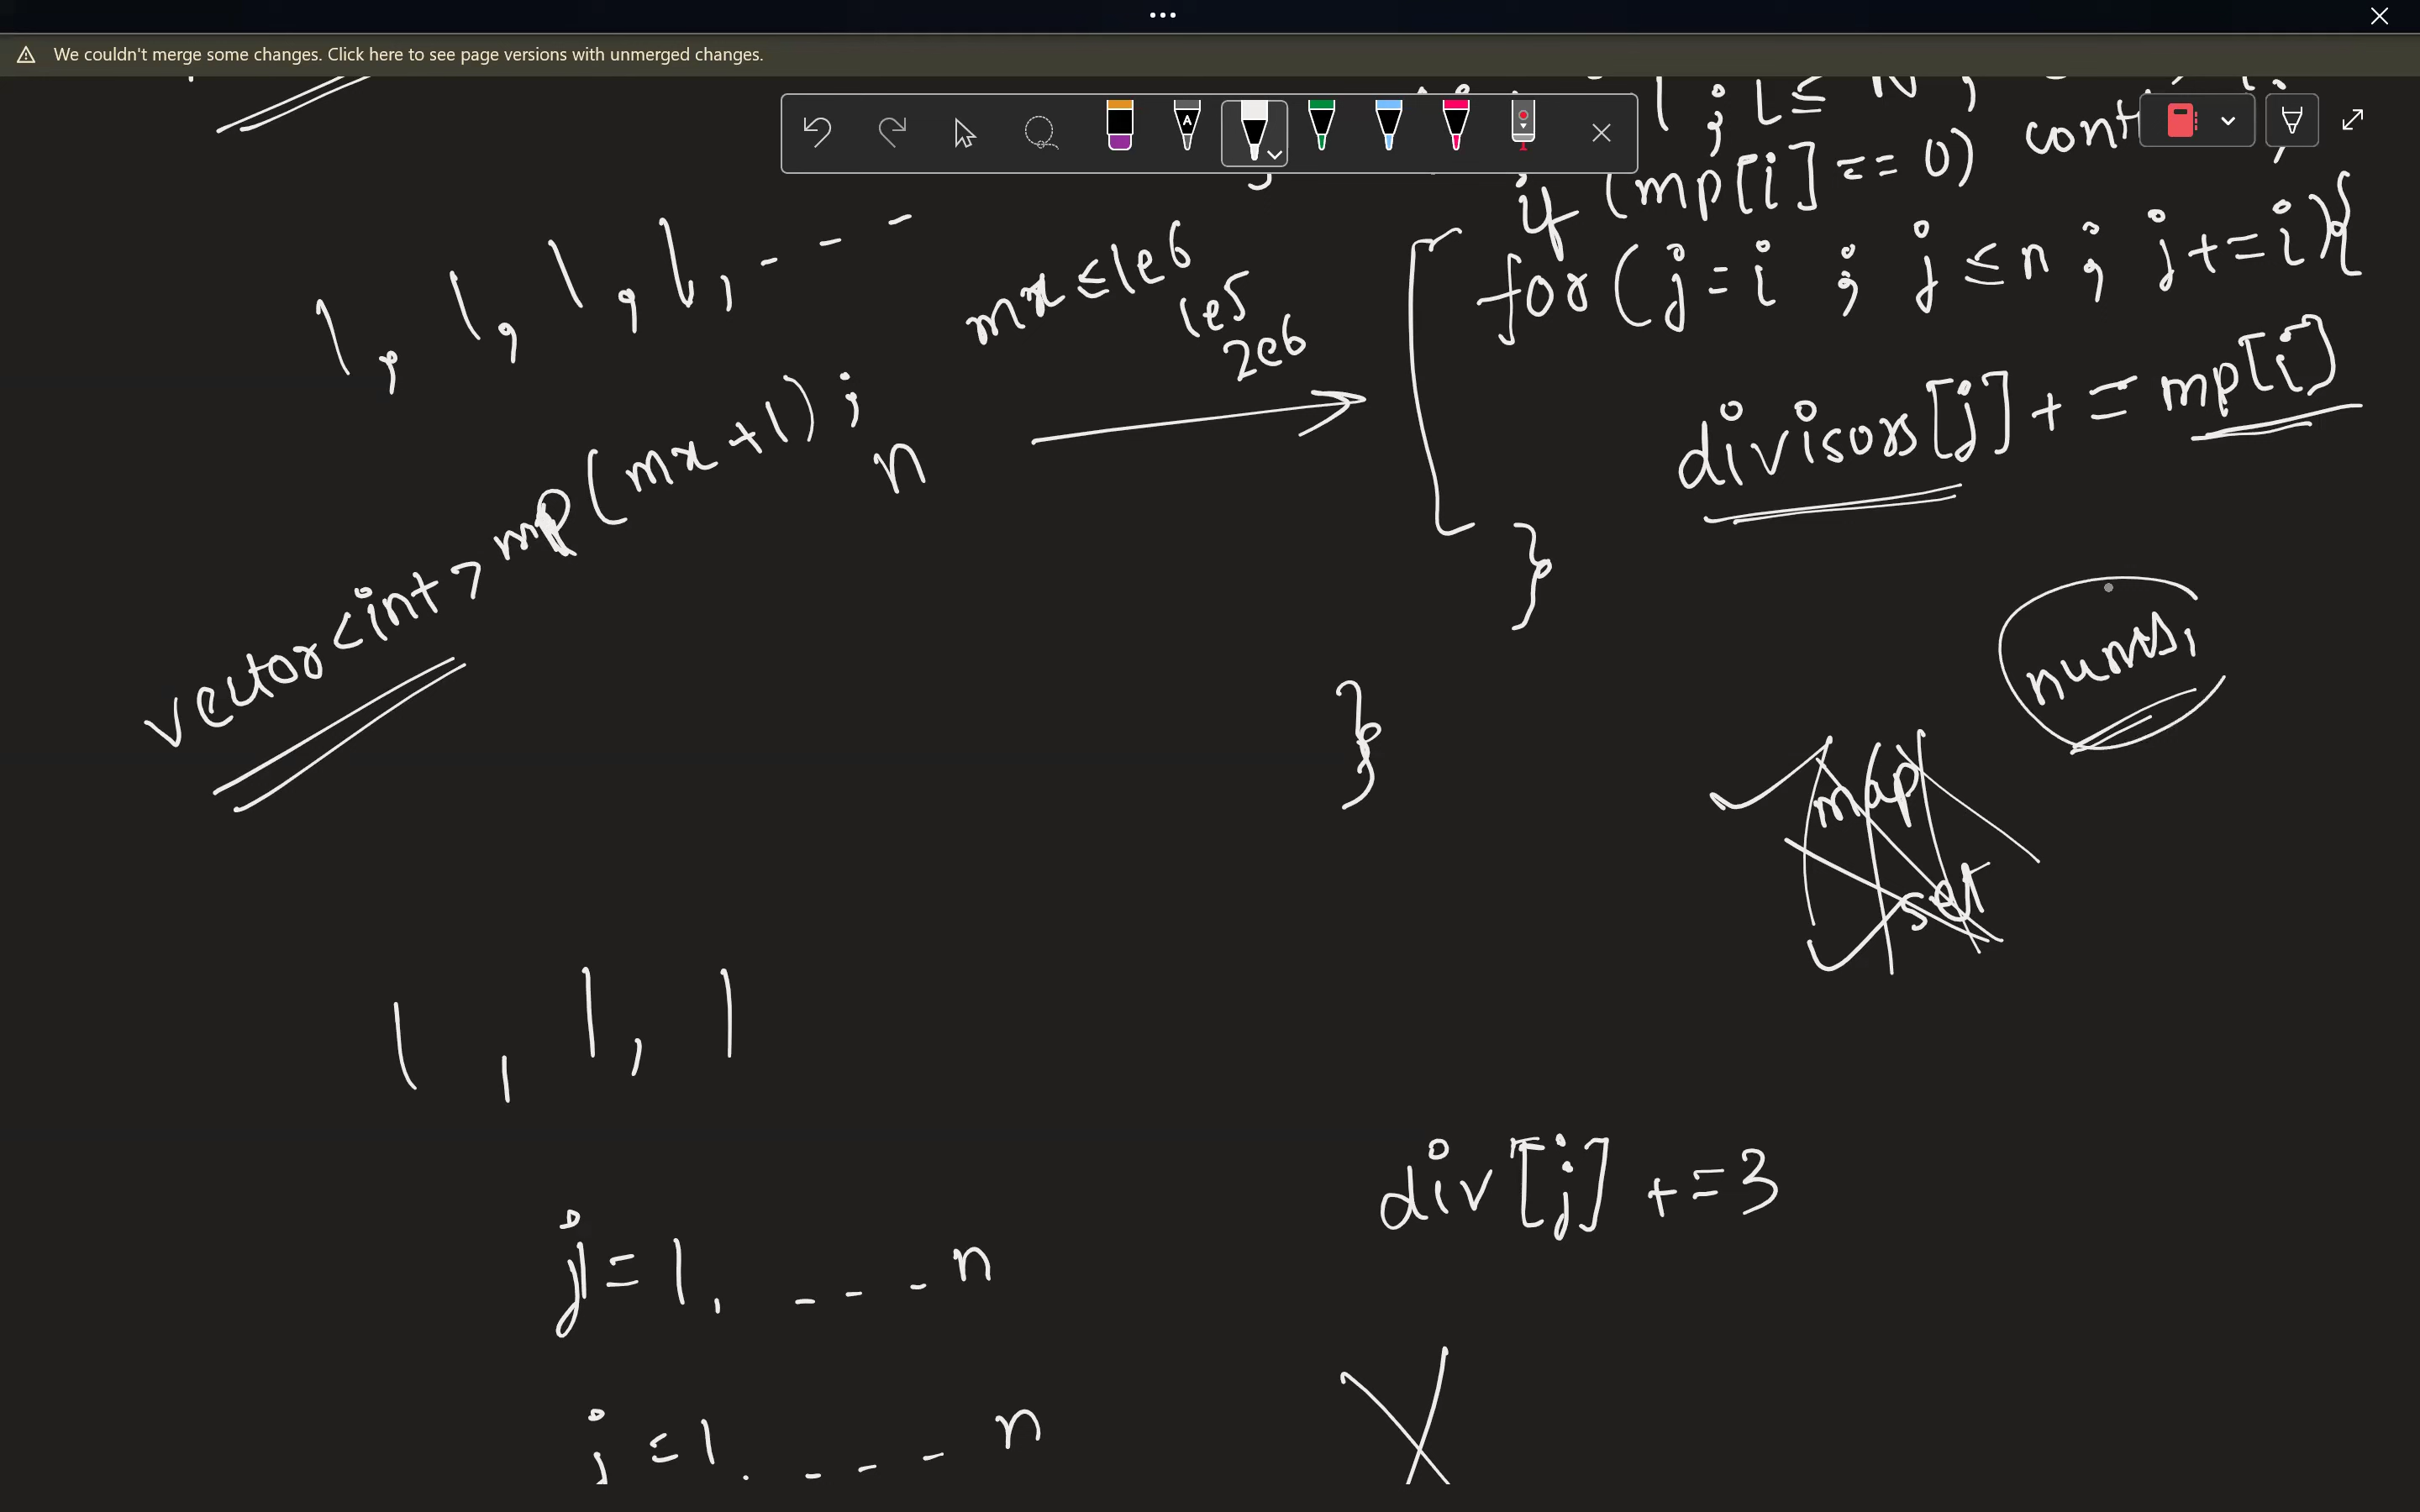 We couldn't merge some changes. Click here to see page versions with unmerged changes.
if (mp[i] == 0) cont
for (j = i ; j ≤ n ; j += i) {
divisors[j] += mp[i]
}
}
1, 1, 1, 1, - - -
mx ≤ 1e6
1e5
2e6
vector<int> mp(mx+1);
n
nums1
map
set
1 , 1 , 1
div[j] += 3
j = 1, - - - n
j = 1. - - - n